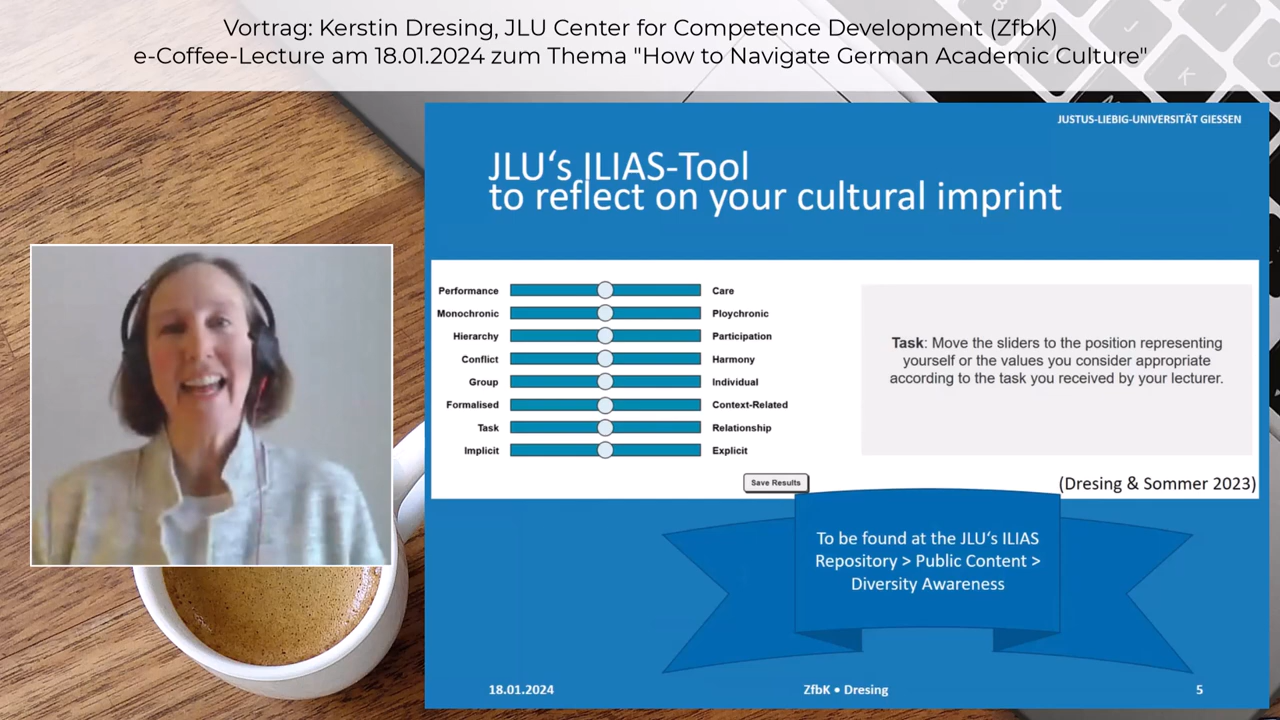 Vortrag: Kerstin Dresing, JLU Center for Competence Development (ZfbK)
e-Coffee-Lecture am 18.01.2024 zum Thema "How to Navigate German Academic Culture"
JUSTUS-LIEBIG-UNIVERSITÄT GIESSEN
JLU‘s ILIAS-Tool
to reflect on your cultural imprint
Performance Care
Monochronic Ploychronic
Hierarchy Participation
Conflict Harmony
Group Individual
Formalised Context-Related
Task Relationship
Implicit Explicit
Task: Move the sliders to the position representing
yourself or the values you consider appropriate
according to the task you received by your lecturer.
Save Results
(Dresing & Sommer 2023)
To be found at the JLU‘s ILIAS
Repository > Public Content >
Diversity Awareness
18.01.2024 ZfbK • Dresing 5